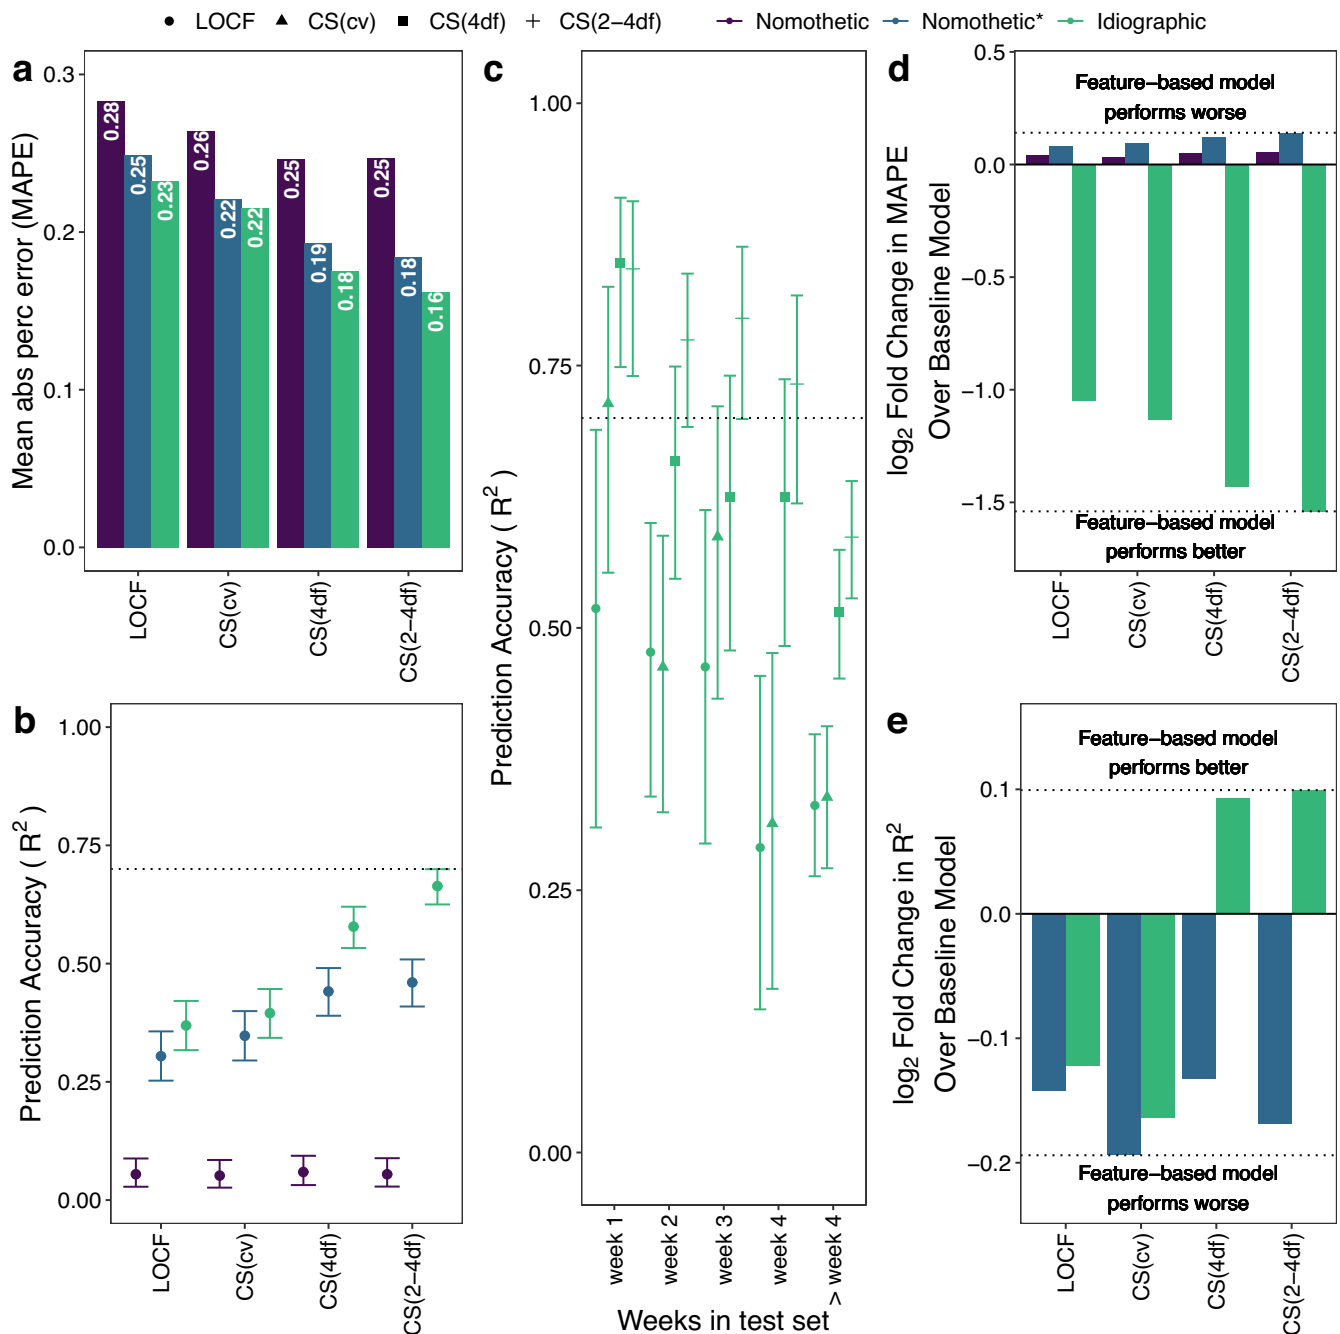 LOCF CS(cv) CS(4df) CS(2−4df) Nomothetic Nomothetic* Idiographic
a
Mean abs perc error (MAPE)
0.3
0.2
0.1
0.0
0.28
0.25
0.23
0.26
0.22
0.22
0.25
0.19
0.18
0.25
0.18
0.16
LOCF
CS(cv)
CS(4df)
CS(2−4df)
b
Prediction Accuracy ( R²)
1.00
0.75
0.50
0.25
0.00
LOCF
CS(cv)
CS(4df)
CS(2−4df)
c
Prediction Accuracy ( R²)
1.00
0.75
0.50
0.25
0.00
week 1
week 2
week 3
week 4
> week 4
Weeks in test set
d
log₂ Fold Change in MAPE
Over Baseline Model
0.5
0.0
−0.5
−1.0
−1.5
Feature−based model
performs worse
Feature−based model
performs better
LOCF
CS(cv)
CS(4df)
CS(2−4df)
e
log₂ Fold Change in R²
Over Baseline Model
0.1
0.0
−0.1
−0.2
Feature−based model
performs better
Feature−based model
performs worse
LOCF
CS(cv)
CS(4df)
CS(2−4df)